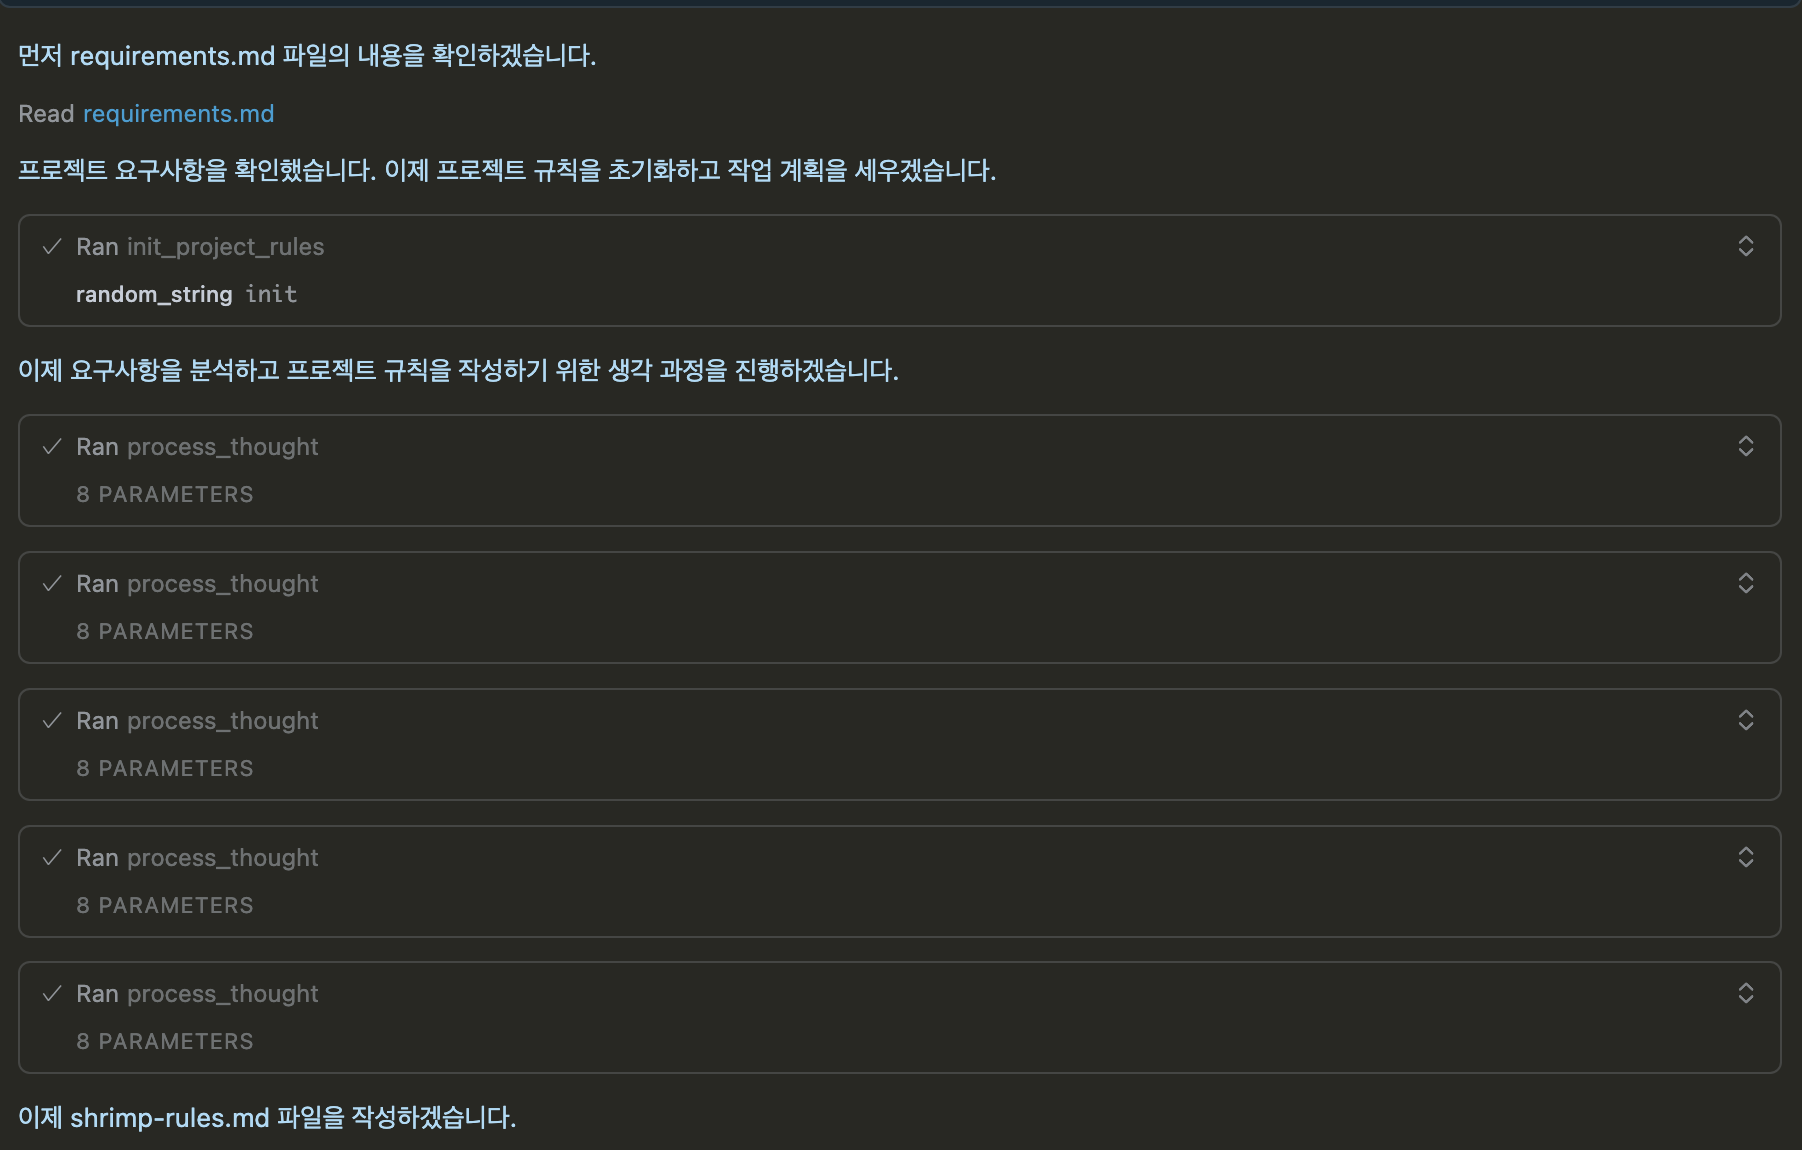 먼저 requirements.md 파일의 내용을 확인하겠습니다.
Read requirements.md
프로젝트 요구사항을 확인했습니다. 이제 프로젝트 규칙을 초기화하고 작업 계획을 세우겠습니다.
Ran init_project_rules
random_string init
이제 요구사항을 분석하고 프로젝트 규칙을 작성하기 위한 생각 과정을 진행하겠습니다.
Ran process_thought
8 PARAMETERS
Ran process_thought
8 PARAMETERS
Ran process_thought
8 PARAMETERS
Ran process_thought
8 PARAMETERS
Ran process_thought
8 PARAMETERS
이제 shrimp-rules.md 파일을 작성하겠습니다.